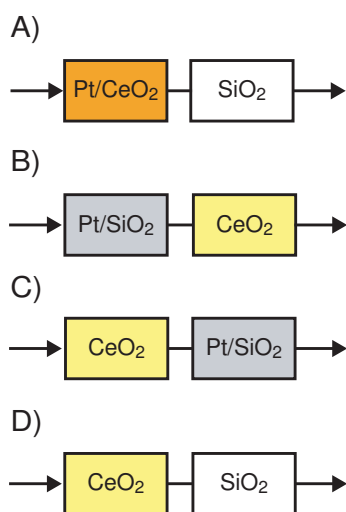 A)
Pt/CeO₂ SiO₂
B)
Pt/SiO₂ CeO₂
C)
CeO₂ Pt/SiO₂
D)
CeO₂ SiO₂